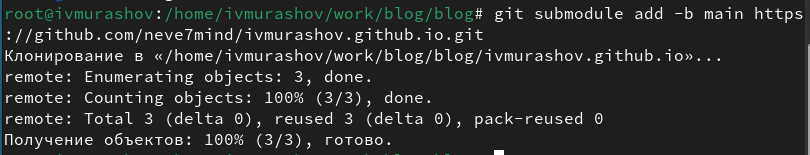 root@ivmurashov:/home/ivmurashov/work/blog/blog# git submodule add -b main https
://github.com/neve7mind/ivmurashov.github.io.git
Клонирование в «/home/ivmurashov/work/blog/blog/ivmurashov.github.io»...
remote: Enumerating objects: 3, done.
remote: Counting objects: 100% (3/3), done.
remote: Total 3 (delta 0), reused 3 (delta 0), pack-reused 0
Получение объектов: 100% (3/3), готово.